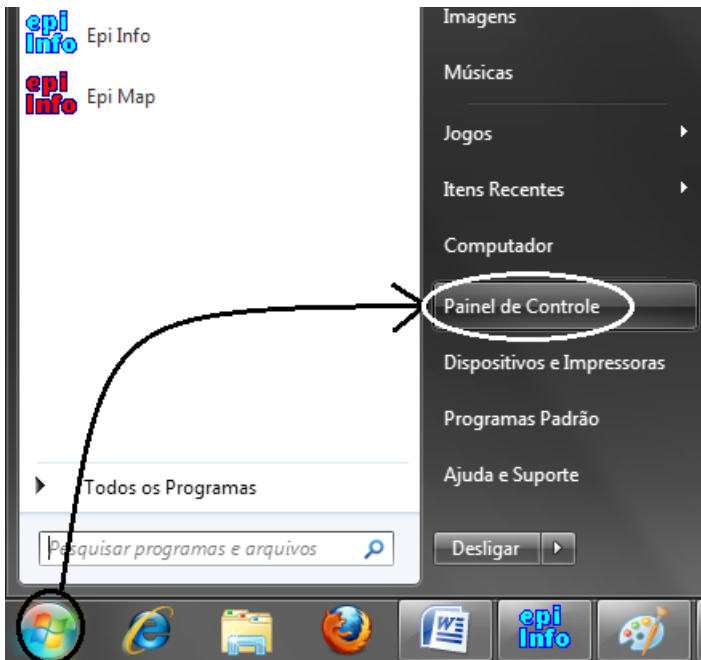 epi
Info
Epi Info
epi
Info
Epi Map
Todos os Programas
Pesquisar programas e arquivos
Imagens
Músicas
Jogos
Itens Recentes
Computador
Painel de Controle
Dispositivos e Impressoras
Programas Padrão
Ajuda e Suporte
Desligar
W
epi
Info